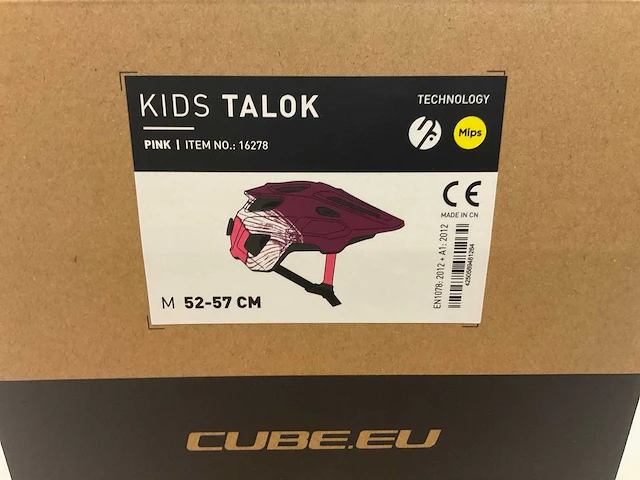 KIDS TALOK
PINK | ITEM NO.: 16278
TECHNOLOGY
Mips
CE
MADE IN CN
EN1078: 2012 + A1: 2012
4250589481264
M 52-57 CM
CUBE.EU